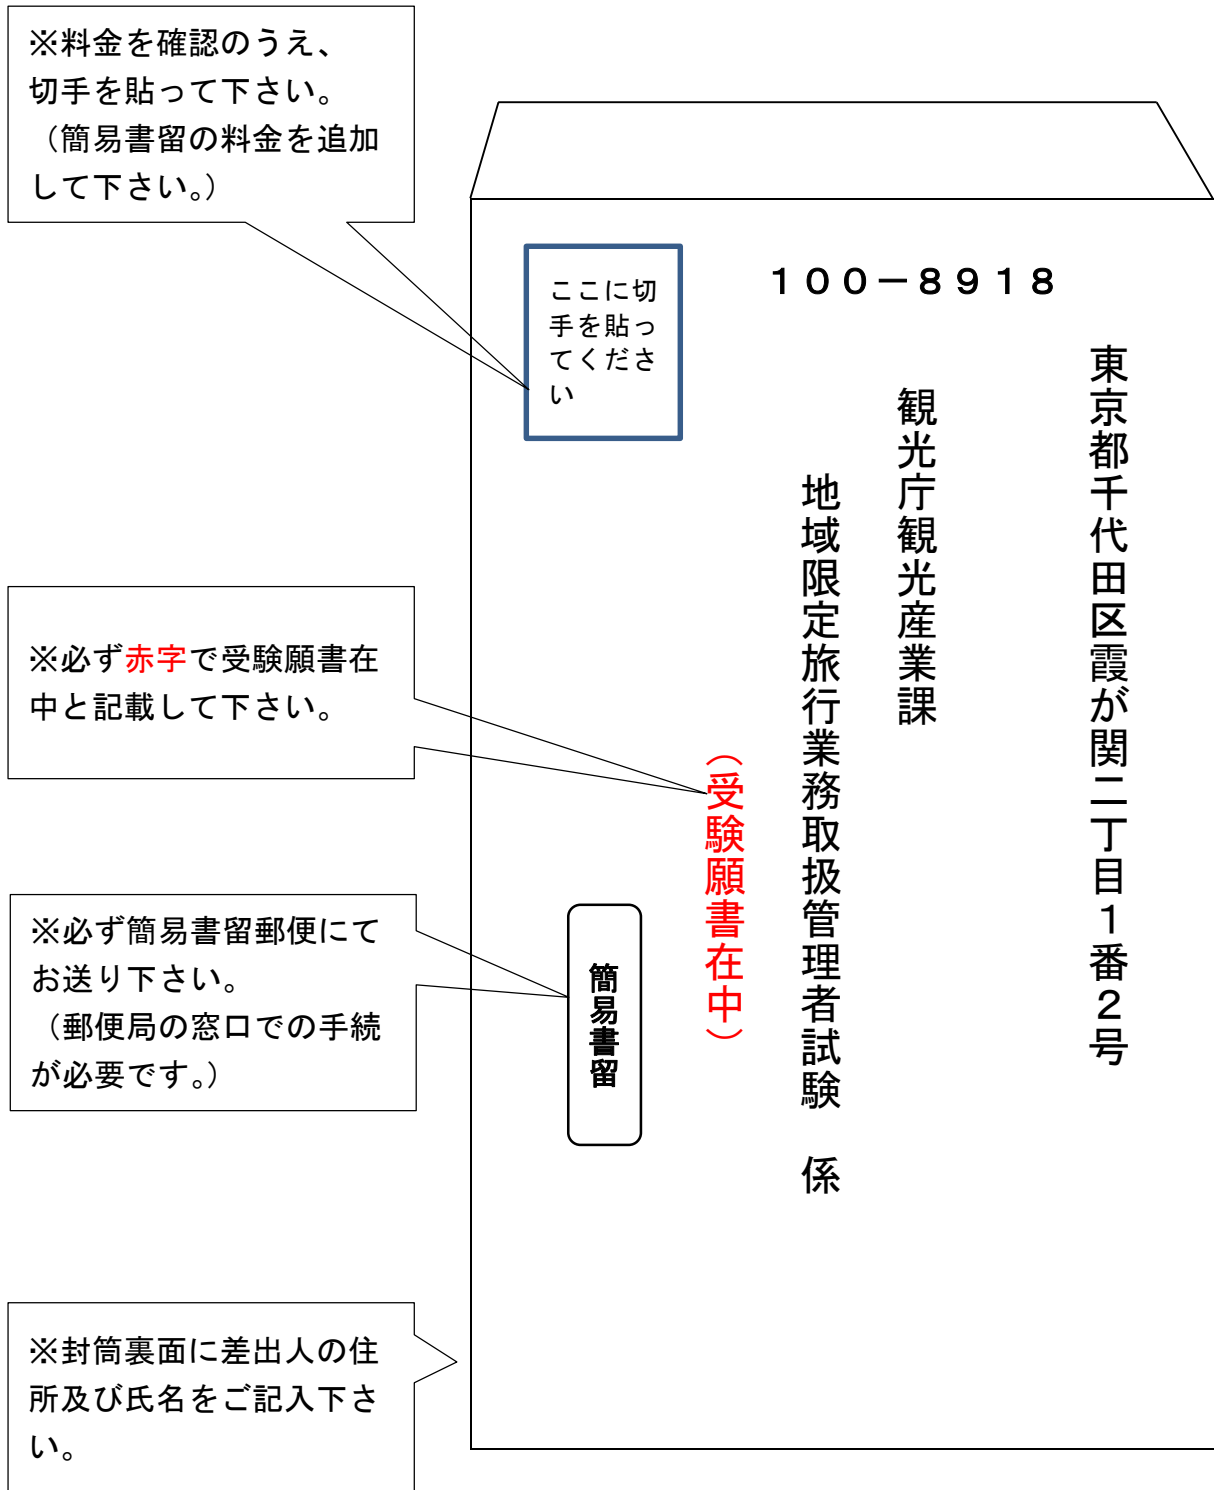 ※料金を確認のうえ、
切手を貼って下さい。
（簡易書留の料金を追加
して下さい。）
ここに切
手を貼っ
てくださ
い
１００－８９１８
東京都千代田区霞が関二丁目１番２号
観光庁観光産業課
地域限定旅行業務取扱管理者試験　係
（受験願書在中）
※必ず赤字で受験願書在
中と記載して下さい。
簡易書留
※必ず簡易書留郵便にて
お送り下さい。
（郵便局の窓口での手続
が必要です。）
※封筒裏面に差出人の住
所及び氏名をご記入下さ
い。